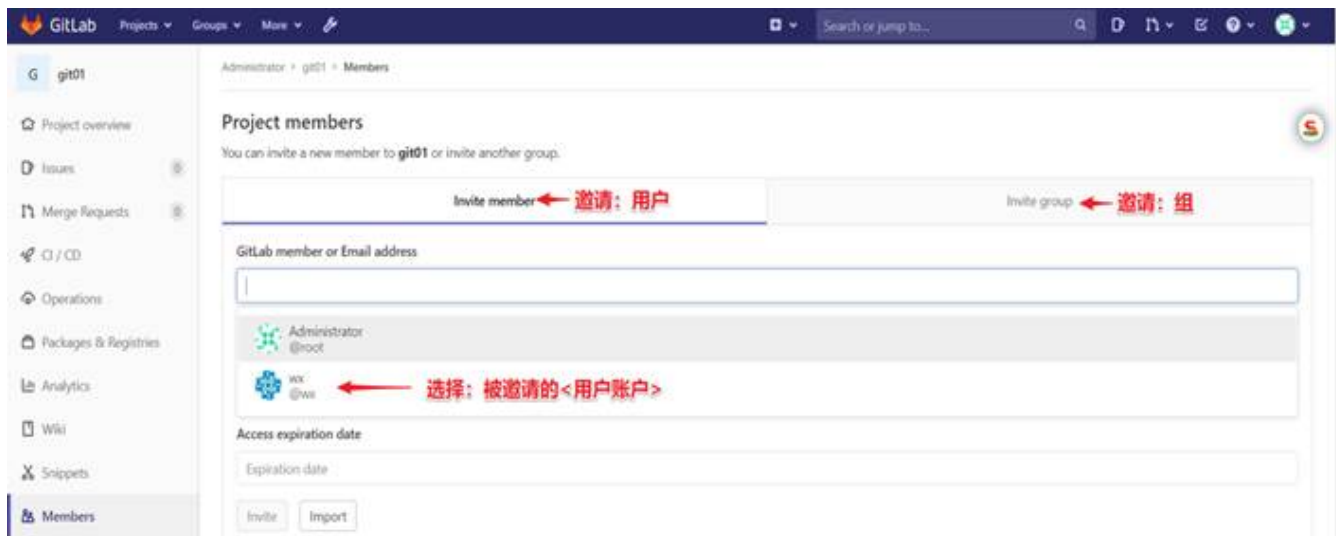 GitLab Projects Groups More Search or jump to...
G git01
Administrator > git01 > Members
Project overview
Project members
You can invite a new member to git01 or invite another group.
Issues 0
Invite member 邀请：用户 Invite group 邀请：组
Merge Requests 0
CI / CD
GitLab member or Email address
Operations
Packages & Registries
Administrator
@root
Analytics
wx
@wx
选择：被邀请的<用户账户>
Wiki
Access expiration date
Snippets
Expiration date
Members
Invite Import